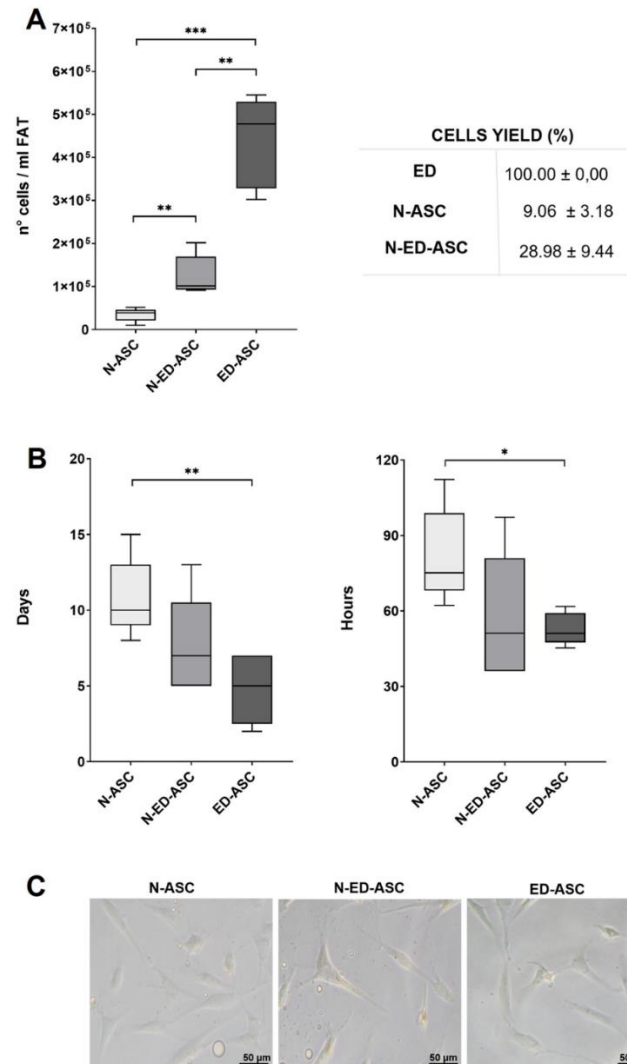 A
n° cells / ml FAT
7×10⁵
6×10⁵
5×10⁵
4×10⁵
3×10⁵
2×10⁵
1×10⁵
0
***
**
**
N-ASC
N-ED-ASC
ED-ASC
CELLS YIELD (%)
ED 100.00 ± 0,00
N-ASC 9.06 ± 3.18
N-ED-ASC 28.98 ± 9.44
B
Days
20
15
10
5
0
**
N-ASC
N-ED-ASC
ED-ASC
Hours
120
90
60
30
0
*
N-ASC
N-ED-ASC
ED-ASC
C
N-ASC N-ED-ASC ED-ASC
50 µm 50 µm 50 µm